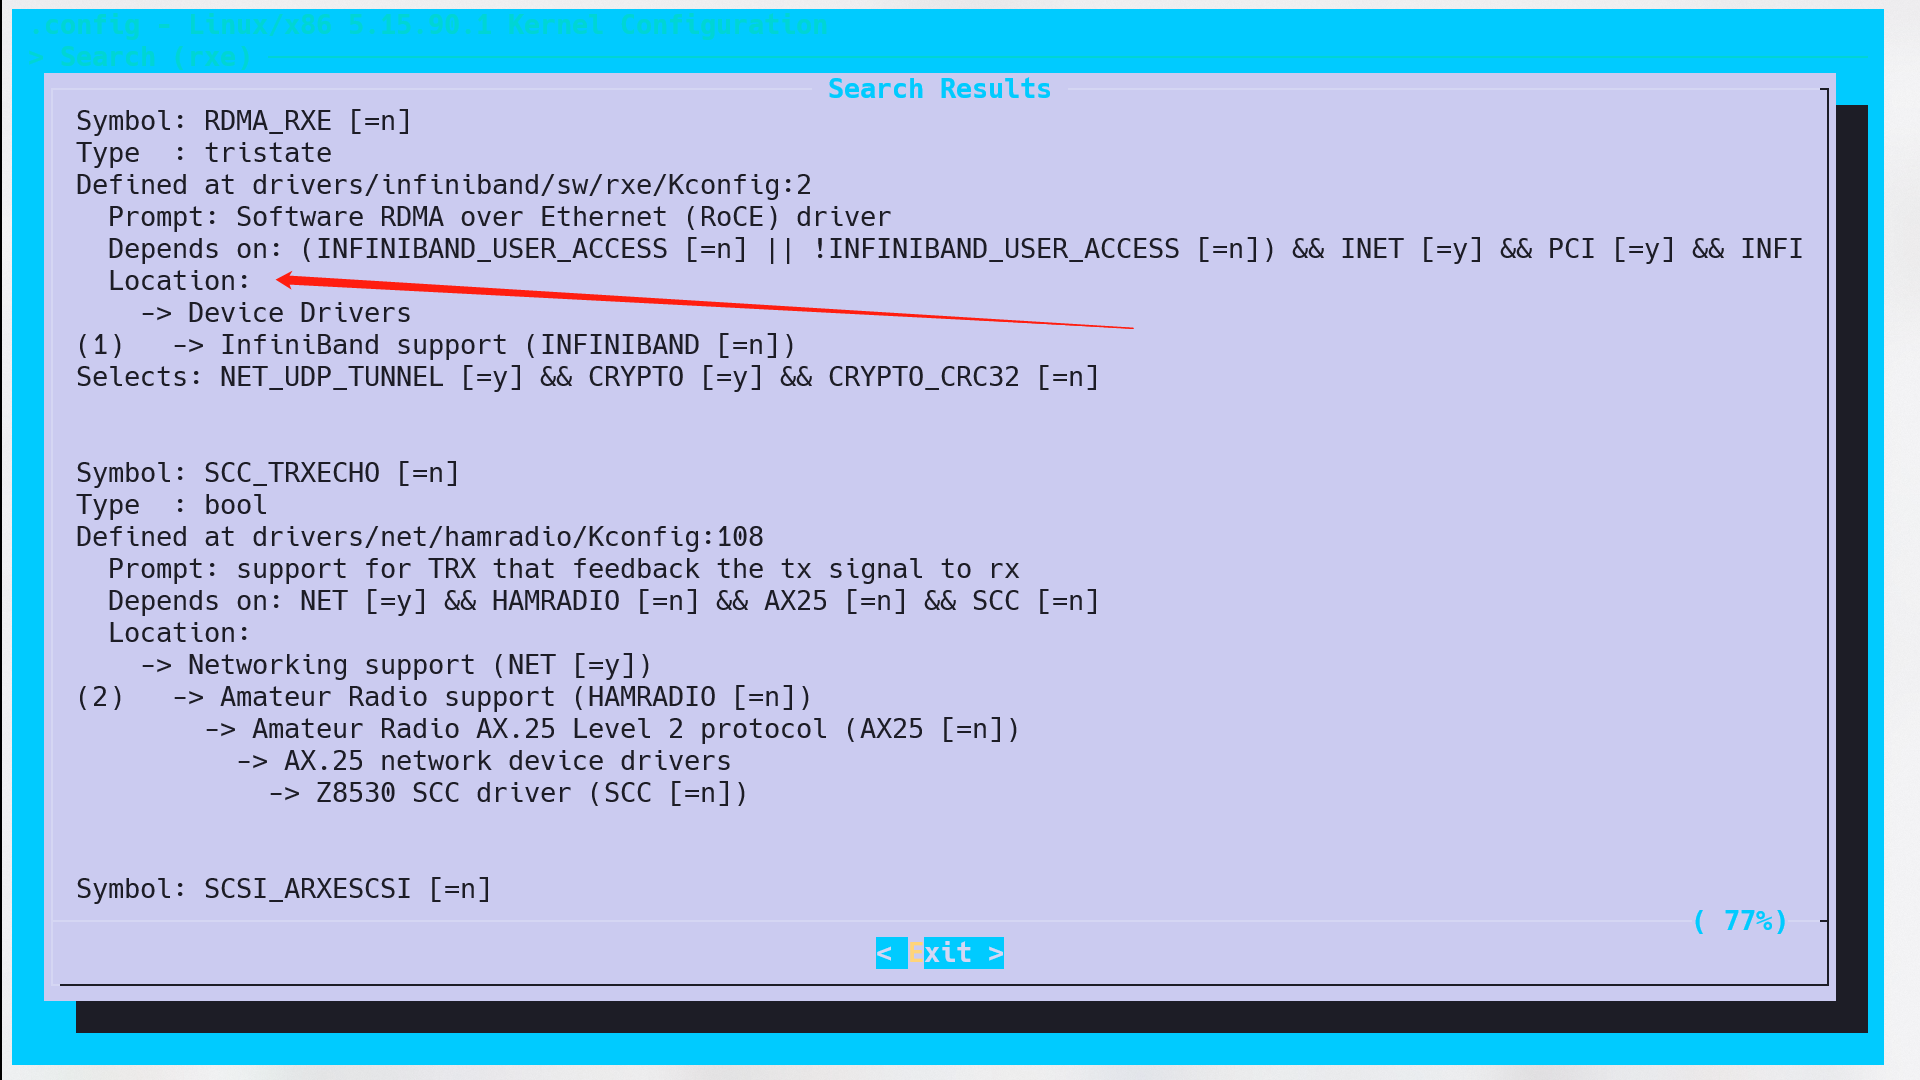 .config - Linux/x86 5.15.90.1 Kernel Configuration
> Search (rxe)
Search Results
Symbol: RDMA_RXE [=n]
Type  : tristate
Defined at drivers/infiniband/sw/rxe/Kconfig:2
  Prompt: Software RDMA over Ethernet (RoCE) driver
  Depends on: (INFINIBAND_USER_ACCESS [=n] || !INFINIBAND_USER_ACCESS [=n]) && INET [=y] && PCI [=y] && INFI
  Location:
    -> Device Drivers
(1)   -> InfiniBand support (INFINIBAND [=n])
Selects: NET_UDP_TUNNEL [=y] && CRYPTO [=y] && CRYPTO_CRC32 [=n]
Symbol: SCC_TRXECHO [=n]
Type  : bool
Defined at drivers/net/hamradio/Kconfig:108
  Prompt: support for TRX that feedback the tx signal to rx
  Depends on: NET [=y] && HAMRADIO [=n] && AX25 [=n] && SCC [=n]
  Location:
    -> Networking support (NET [=y])
(2)   -> Amateur Radio support (HAMRADIO [=n])
        -> Amateur Radio AX.25 Level 2 protocol (AX25 [=n])
          -> AX.25 network device drivers
            -> Z8530 SCC driver (SCC [=n])
Symbol: SCSI_ARXESCSI [=n]
( 77%)
< Exit >